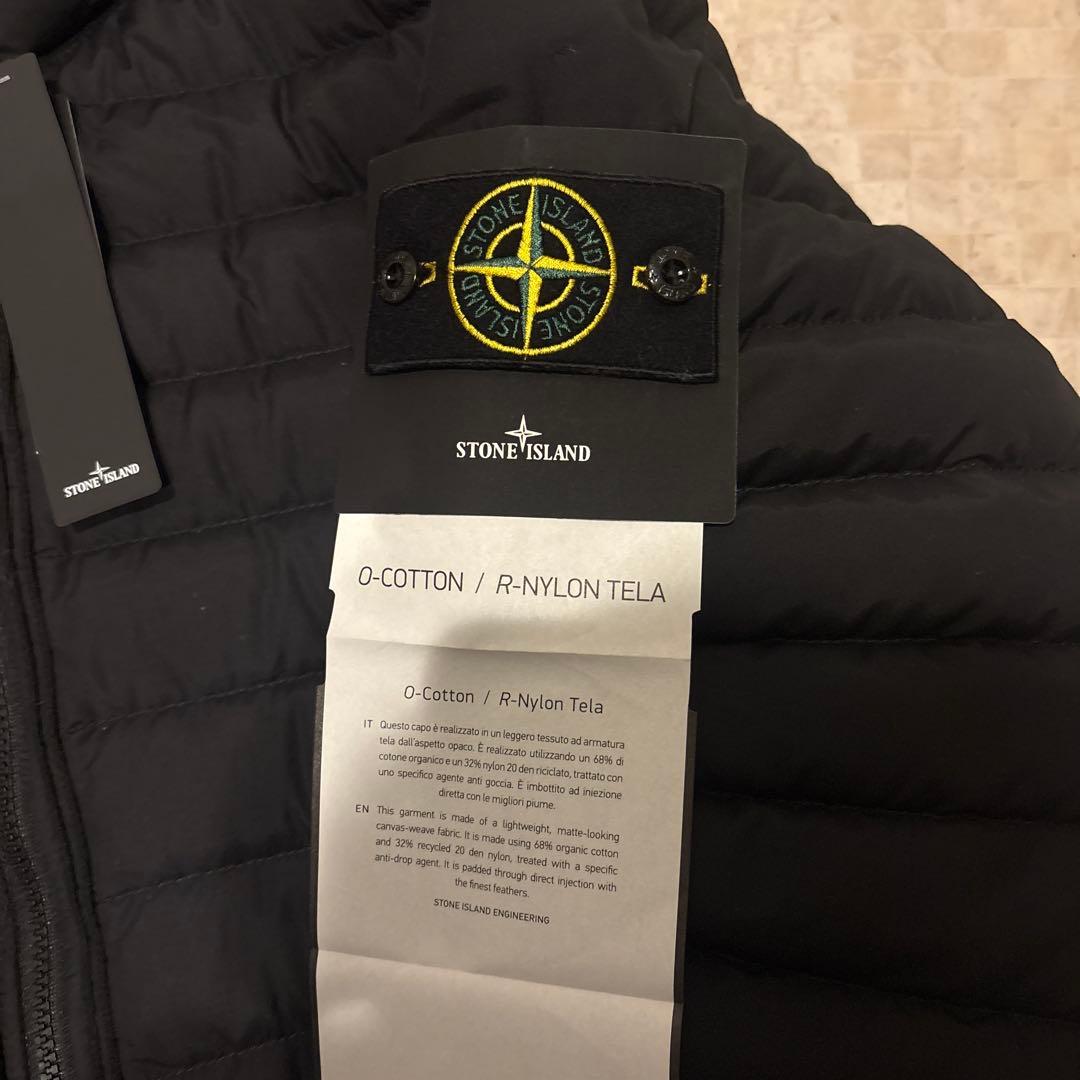 STONE ISLAND
STONE ISLAND
STONE ISLAND
STONE ISLAND
O-COTTON / R-NYLON TELA
O-Cotton / R-Nylon Tela
IT Questo capo è realizzato in un leggero tessuto ad armatura
tela dall'aspetto opaco. È realizzato utilizzando un 68% di
cotone organico e un 32% nylon 20 den riciclato, trattato con
uno specifico agente anti goccia. È imbottito ad iniezione
diretta con le migliori piume.
EN This garment is made of a lightweight, matte-looking
canvas-weave fabric. It is made using 68% organic cotton
and 32% recycled 20 den nylon, treated with a specific
anti-drop agent. It is padded through direct injection with
the finest feathers.
STONE ISLAND ENGINEERING